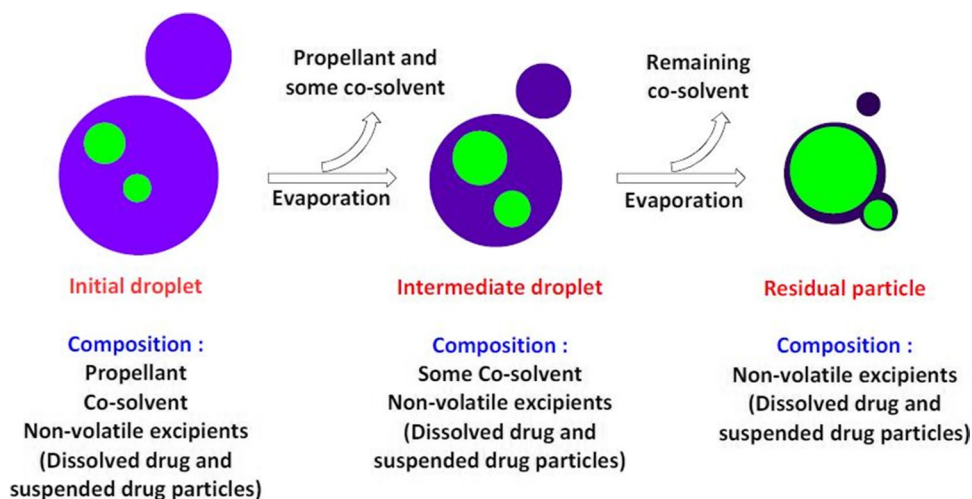 Propellant and
some co-solvent
Evaporation
Remaining
co-solvent
Evaporation
Initial droplet
Intermediate droplet
Residual particle
Composition :
Propellant
Co-solvent
Non-volatile excipients
(Dissolved drug and
suspended drug particles)
Composition :
Some Co-solvent
Non-volatile excipients
(Dissolved drug and
suspended drug particles)
Composition :
Non-volatile excipients
(Dissolved drug and
suspended drug particles)